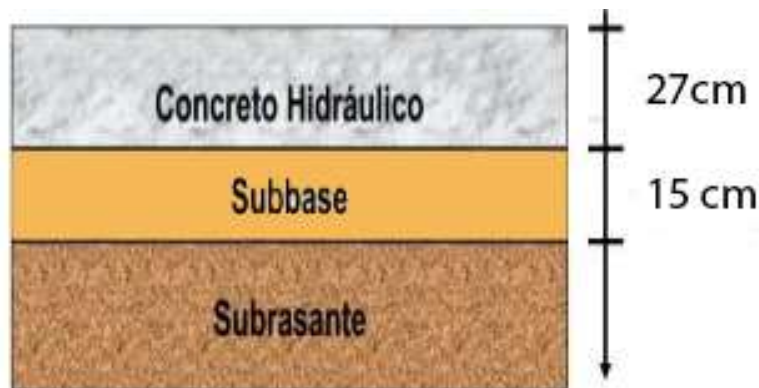 Concreto Hidráulico
27cm
Subbase
15 cm
Subrasante